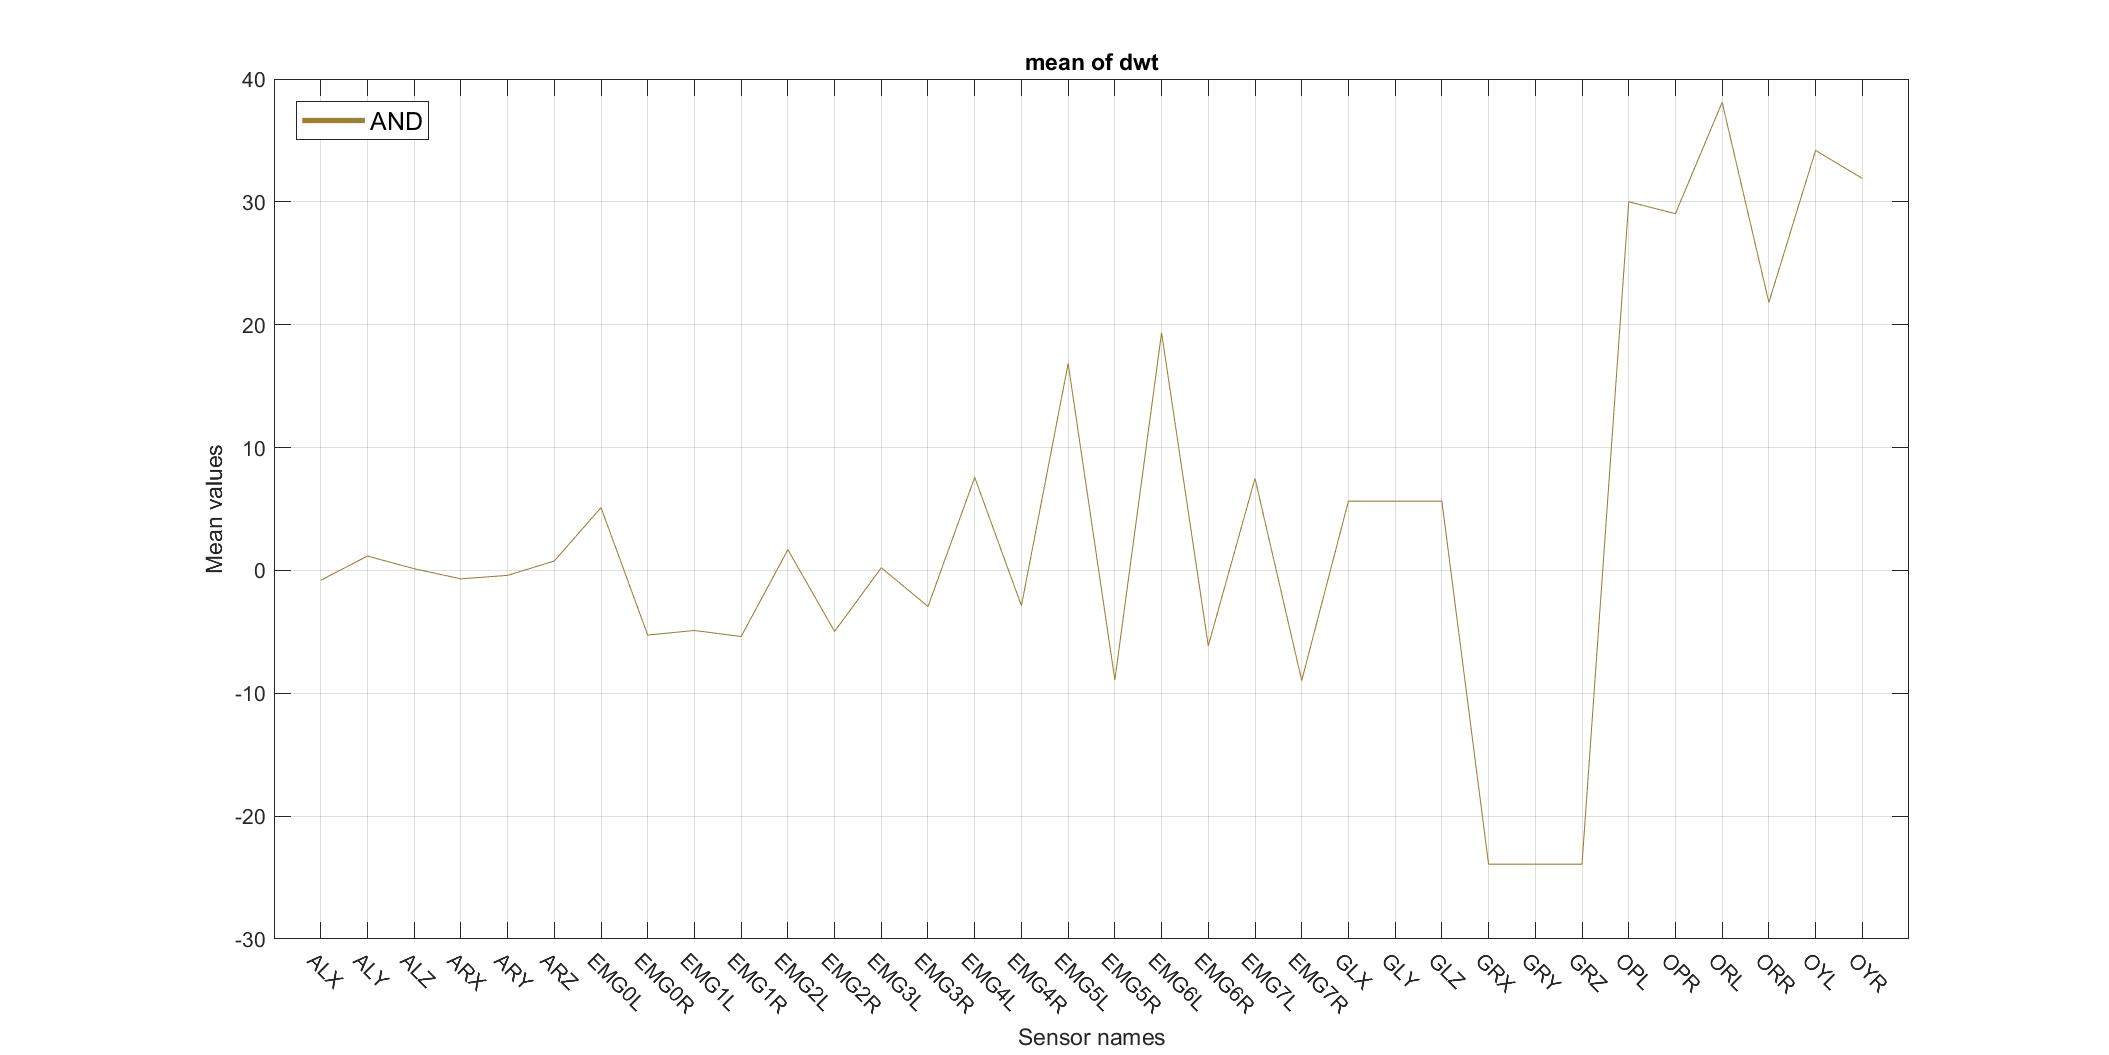 mean of dwt
AND
40
30
20
10
0
-10
-20
-30
Mean values
ALX ALY ALZ ARX ARY ARZ EMG0L EMG0R EMG1L EMG1R EMG2L EMG2R EMG3L EMG3R EMG4L EMG4R EMG5L EMG5R EMG6L EMG6R EMG7L EMG7R GLX GLY GLZ GRX GRY GRZ OPL OPR ORL ORR OYL OYR
Sensor names